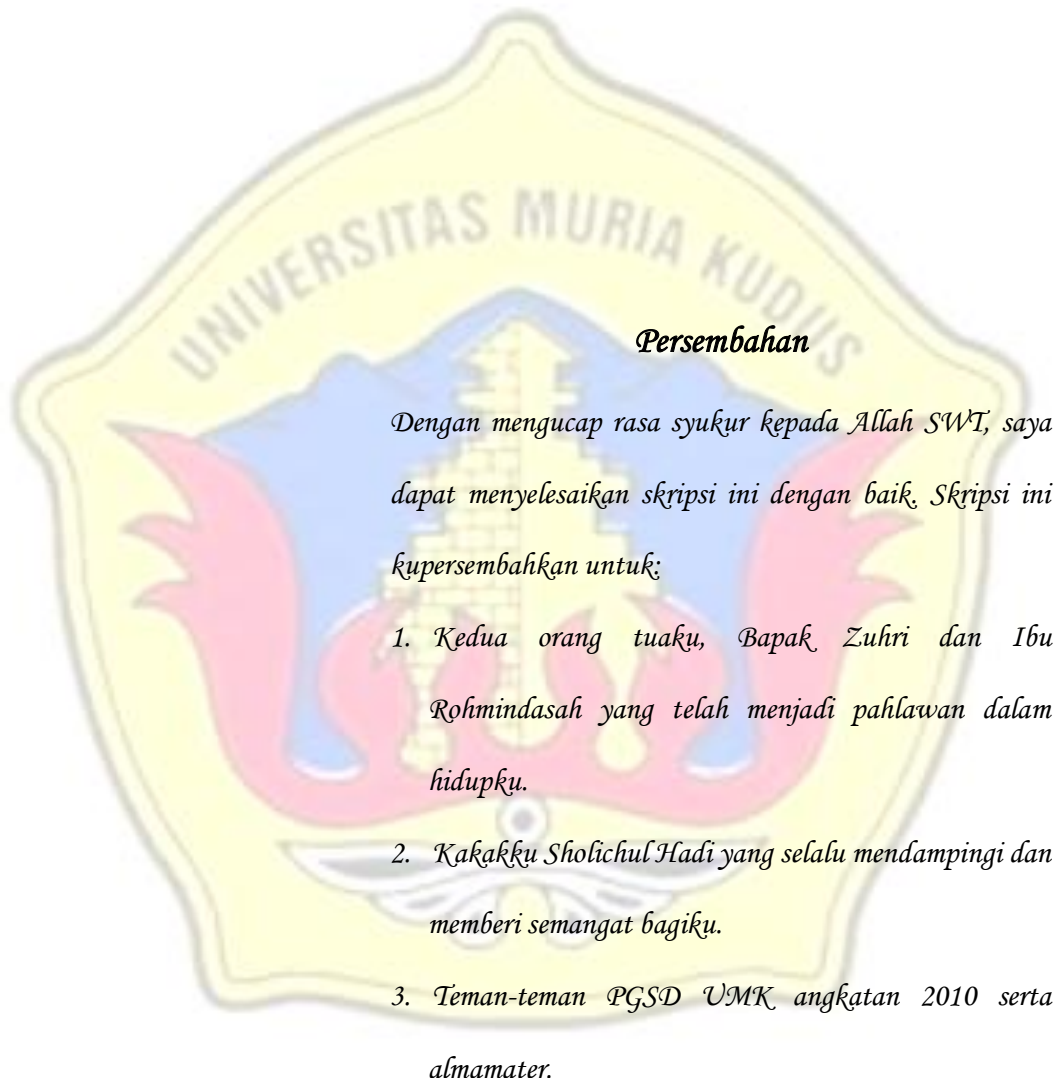 UNIVERSITAS MURIA KUDUS
Persembahan
Dengan mengucap rasa syukur kepada Allah SWT, saya
dapat menyelesaikan skripsi ini dengan baik. Skripsi ini
kupersembahkan untuk:
1. Kedua orang tuaku, Bapak Zuhri dan Ibu
Rohmindasah yang telah menjadi pahlawan dalam
hidupku.
2. Kakakku Sholichul Hadi yang selalu mendampingi dan
memberi semangat bagiku.
3. Teman-teman PGSD UMK angkatan 2010 serta
almamater.